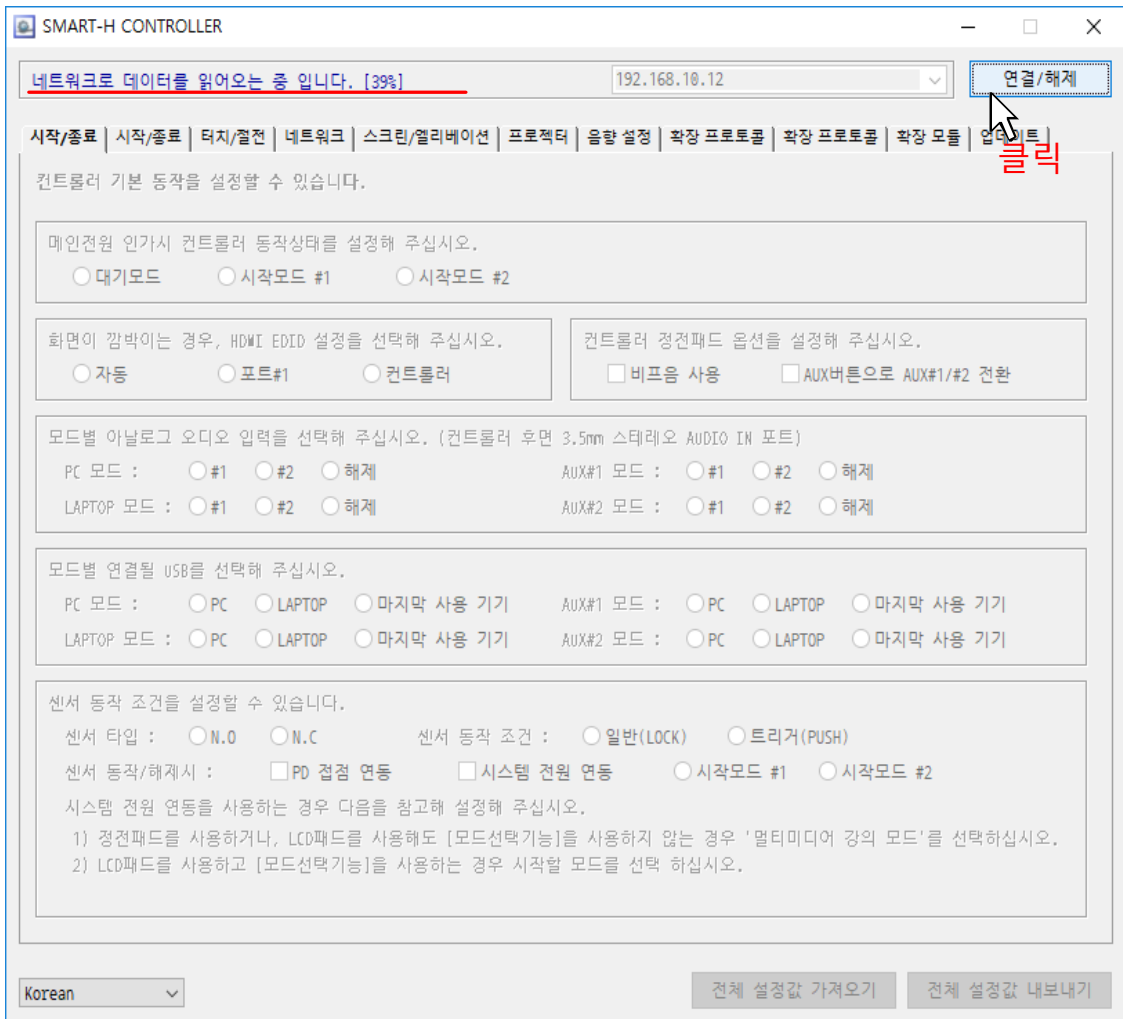 SMART-H CONTROLLER
네트워크로 데이터를 읽어오는 중 입니다. [39%] 192.168.10.12 연결/해제
클릭
시작/종료 시작/종료 터치/절전 네트워크 스크린/엘리베이션 프로젝터 음향 설정 확장 프로토콜 확장 프로토콜 확장 모듈 업데이트
컨트롤러 기본 동작을 설정할 수 있습니다.
메인전원 인가시 컨트롤러 동작상태를 설정해 주십시오.
대기모드 시작모드 #1 시작모드 #2
화면이 깜박이는 경우, HDMI EDID 설정을 선택해 주십시오.
자동 포트#1 컨트롤러
컨트롤러 정전패드 옵션을 설정해 주십시오.
비프음 사용 AUX버튼으로 AUX#1/#2 전환
모드별 아날로그 오디오 입력을 선택해 주십시오. (컨트롤러 후면 3.5mm 스테레오 AUDIO IN 포트)
PC 모드 : #1 #2 해제 AUX#1 모드 : #1 #2 해제
LAPTOP 모드 : #1 #2 해제 AUX#2 모드 : #1 #2 해제
모드별 연결될 USB를 선택해 주십시오.
PC 모드 : PC LAPTOP 마지막 사용 기기 AUX#1 모드 : PC LAPTOP 마지막 사용 기기
LAPTOP 모드 : PC LAPTOP 마지막 사용 기기 AUX#2 모드 : PC LAPTOP 마지막 사용 기기
센서 동작 조건을 설정할 수 있습니다.
센서 타입 : N.O N.C 센서 동작 조건 : 일반(LOCK) 트리거(PUSH)
센서 동작/해제시 : PD 접점 연동 시스템 전원 연동 시작모드 #1 시작모드 #2
시스템 전원 연동을 사용하는 경우 다음을 참고해 설정해 주십시오.
1) 정전패드를 사용하거나, LCD패드를 사용해도 [모드선택기능]을 사용하지 않는 경우 '멀티미디어 강의 모드'를 선택하십시오.
2) LCD패드를 사용하고 [모드선택기능]을 사용하는 경우 시작할 모드를 선택 하십시오.
Korean 전체 설정값 가져오기 전체 설정값 내보내기